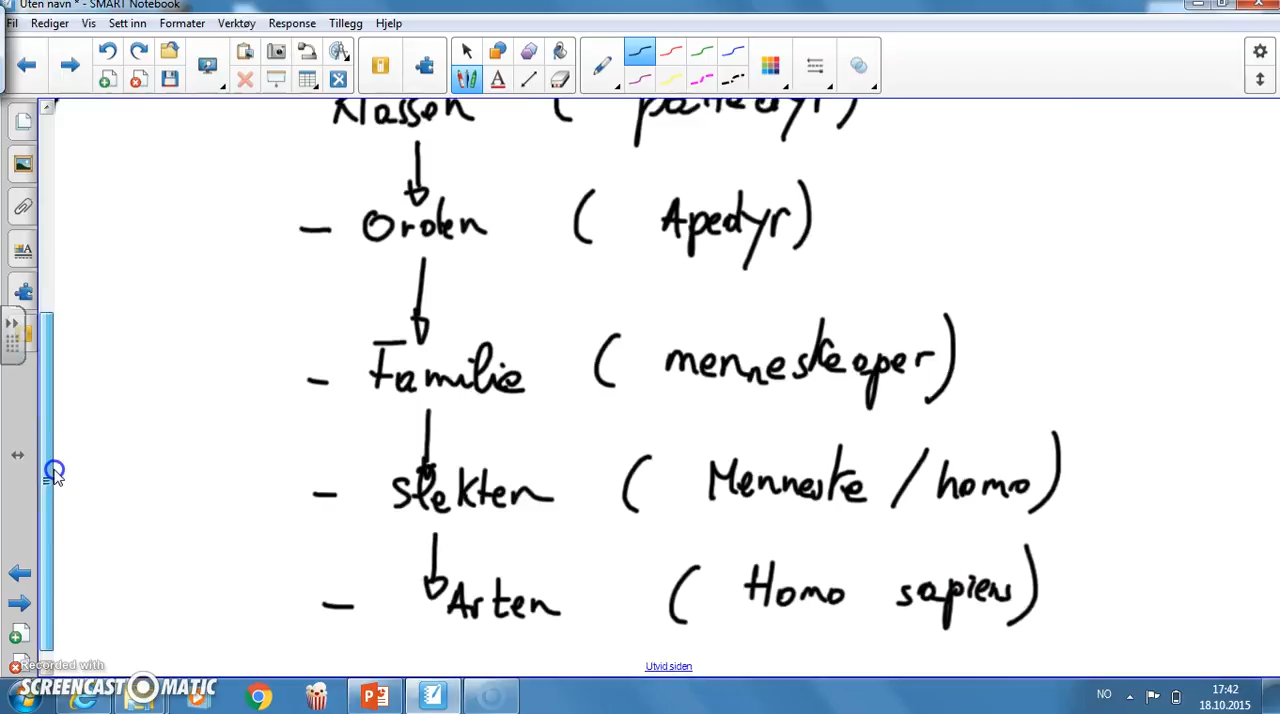 Uten navn * - SMART Notebook
Fil Rediger Vis Sett inn Formater Verktøy Response Tillegg Hjelp
Klassen ( pattedyr)
- Orden ( Apedyr)
- Familie ( menneskeaper)
- Slekten ( Menneske / homo)
- Arten ( Homo sapiens)
Utvid siden
Recorded with
SCREENCAST MATIC
NO 17:42
18.10.2015